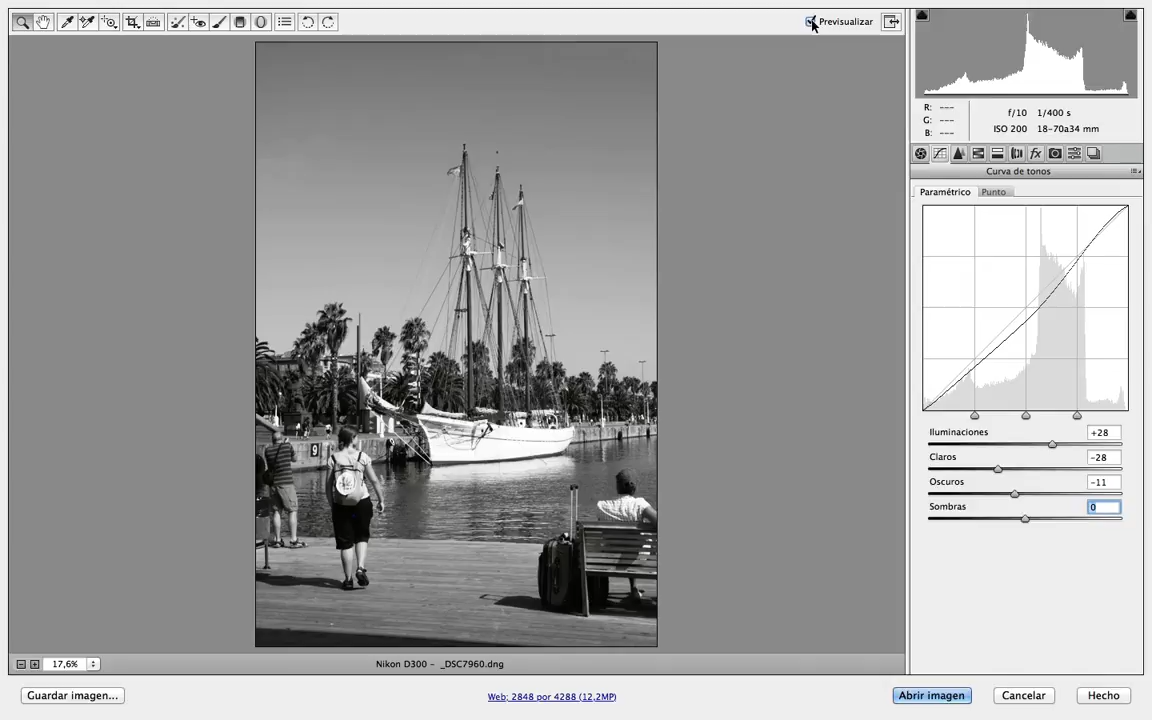 Previsualizar
R: ---
G: ---
B: ---
f/10 1/400 s
ISO 200 18-70a34 mm
fx
Curva de tonos
Paramétrico Punto
Iluminaciones +28
Claros -28
Oscuros -11
Sombras 0
9
17,6%
Nikon D300 - _DSC7960.dng
Guardar imagen...
Web; 2848 por 4288 (12,2MP)
Abrir imagen
Cancelar
Hecho